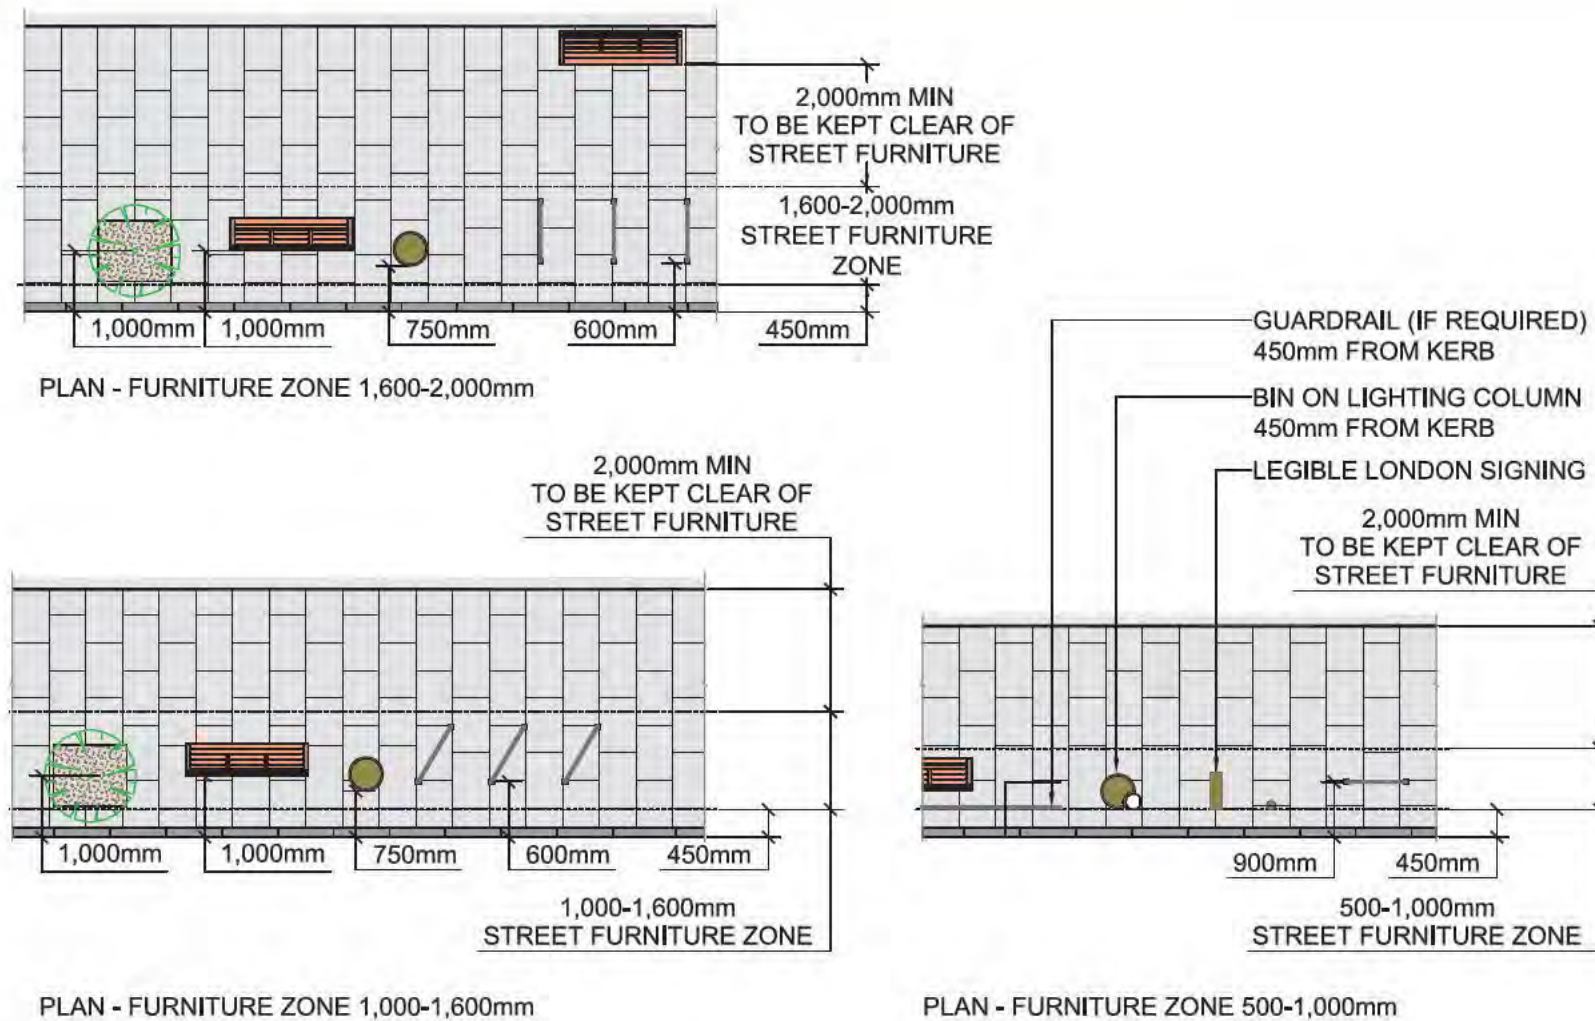 2,000mm MIN
TO BE KEPT CLEAR OF
STREET FURNITURE
1,600-2,000mm
STREET FURNITURE
ZONE
1,000mm
1,000mm
750mm
600mm
450mm
PLAN - FURNITURE ZONE 1,600-2,000mm
2,000mm MIN
TO BE KEPT CLEAR OF
STREET FURNITURE
1,000mm
1,000mm
750mm
600mm
450mm
1,000-1,600mm
STREET FURNITURE ZONE
PLAN - FURNITURE ZONE 1,000-1,600mm
GUARDRAIL (IF REQUIRED)
450mm FROM KERB
BIN ON LIGHTING COLUMN
450mm FROM KERB
LEGIBLE LONDON SIGNING
2,000mm MIN
TO BE KEPT CLEAR OF
STREET FURNITURE
900mm
450mm
500-1,000mm
STREET FURNITURE ZONE
PLAN - FURNITURE ZONE 500-1,000mm